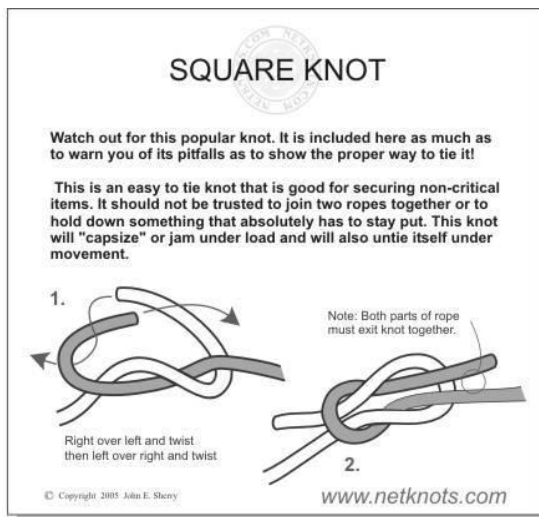 SQUARE KNOT
Watch out for this popular knot. It is included here as much as
to warn you of its pitfalls as to show the proper way to tie it!
This is an easy to tie knot that is good for securing non-critical
items. It should not be trusted to join two ropes together or to
hold down something that absolutely has to stay put. This knot
will "capsize" or jam under load and will also untie itself under
movement.
1.
Note: Both parts of rope
must exit knot together.
Right over left and twist
then left over right and twist
2.
© Copyright 2005 John E. Sherry
www.netknots.com